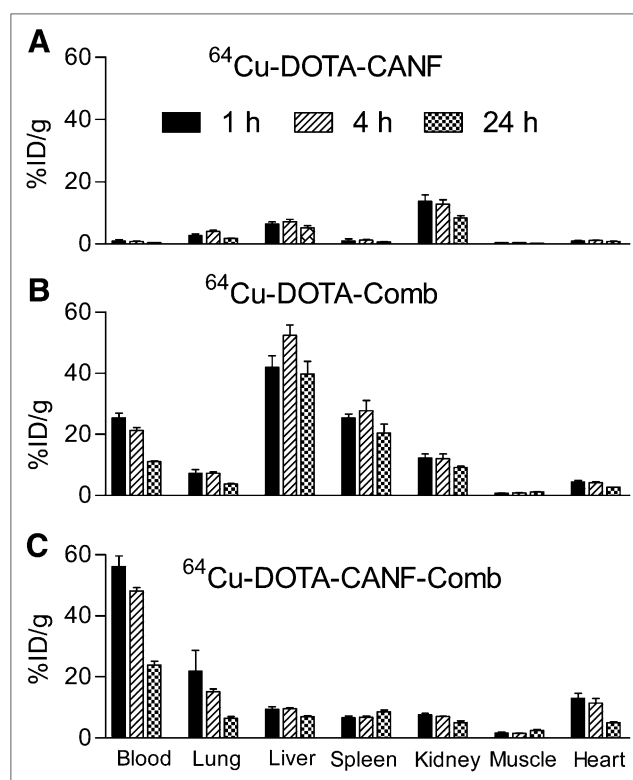 A
60
40
20
0
%ID/g
⁶⁴Cu-DOTA-CANF
1 h 4 h 24 h
B
60
40
20
0
%ID/g
⁶⁴Cu-DOTA-Comb
C
60
40
20
0
%ID/g
⁶⁴Cu-DOTA-CANF-Comb
Blood Lung Liver Spleen Kidney Muscle Heart